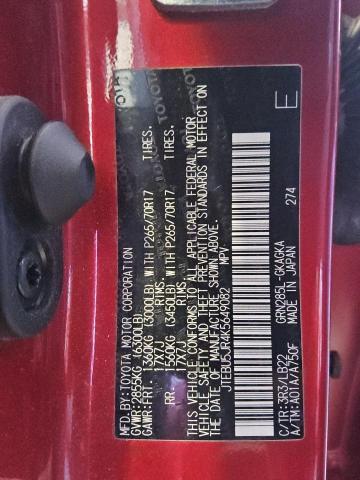 MFD.BY:TOYOTA MOTOR CORPORATION
GVWR:2855KG(6300LB)
GAWR:FRT. 1360KG(3000LB) WITH P265/70R17 TIRES,
17X7J RIMS,
RR. 1560KG(3450LB) WITH P265/70R17 TIRES,
RIMS,
THIS VEHICLE CONFORMS TO ALL APPLICABLE FEDERAL MOTOR
VEHICLE SAFETY AND THEFT PREVENTION STANDARDS IN EFFECT ON
THE DATE OF MANUFACTURE SHOWN ABOVE.
JTEBU5JR4K5649082 MPV
C/TR:3R3/LB22
A/TM:A01A/A750F
GRN285L-GKAGKA
MADE IN JAPAN
274
E
TOYOTA